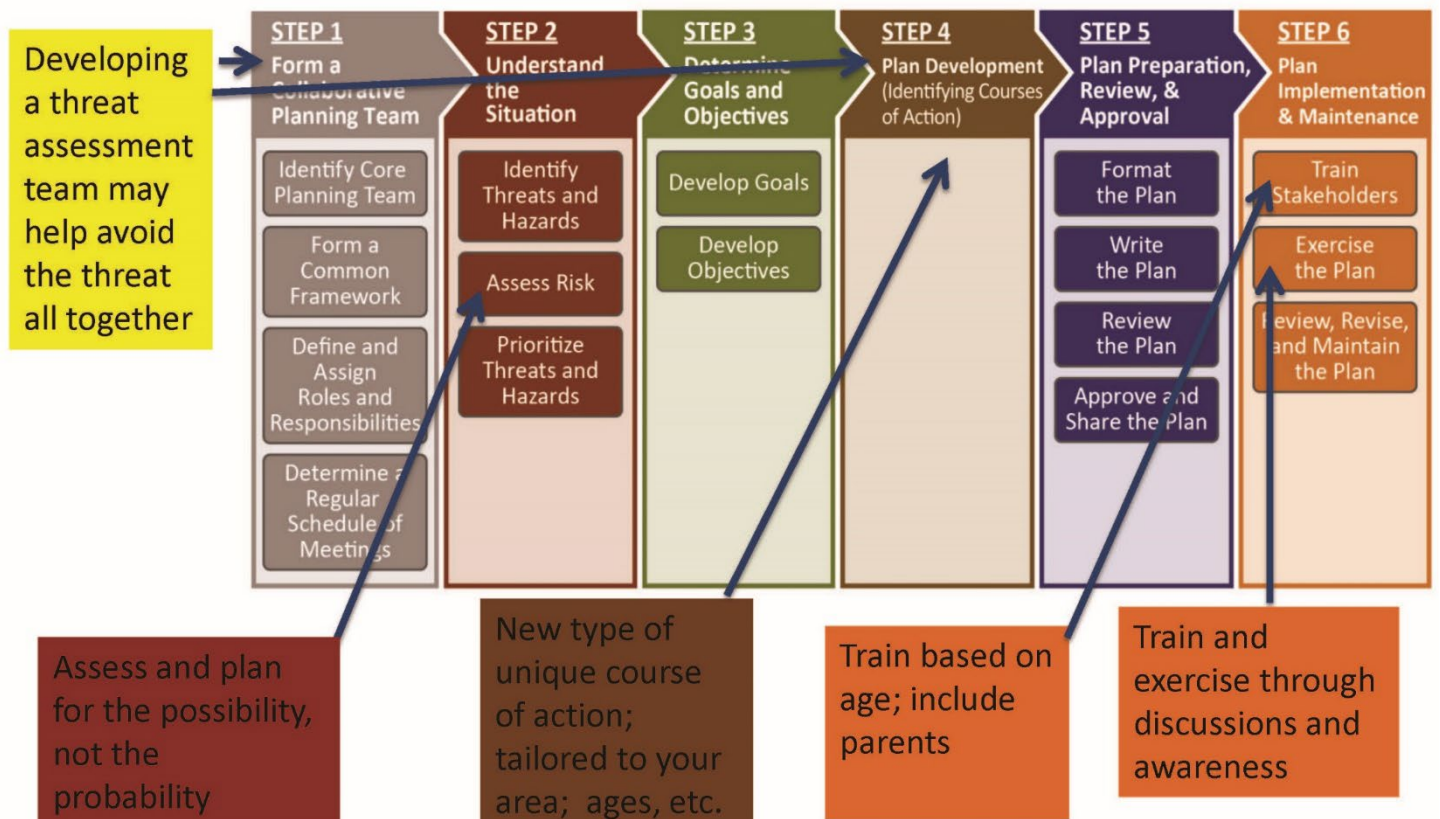 Developing
a threat
assessment
team may
help avoid
the threat
all together
STEP 1
Form a
Collaborative
Planning Team
Identify Core
Planning Team
Form a
Common
Framework
Define and
Assign
Roles and
Responsibilities
Determine a
Regular
Schedule of
Meetings
STEP 2
Understand
the
Situation
Identify
Threats and
Hazards
Assess Risk
Prioritize
Threats and
Hazards
STEP 3
Determine
Goals and
Objectives
Develop Goals
Develop
Objectives
STEP 4
Plan Development
(Identifying Courses
of Action)
STEP 5
Plan Preparation,
Review, &
Approval
Format
the Plan
Write
the Plan
Review
the Plan
Approve and
Share the Plan
STEP 6
Plan
Implementation
& Maintenance
Train
Stakeholders
Exercise
the Plan
Review, Revise,
and Maintain
the Plan
Assess and plan
for the possibility,
not the
probability
New type of
unique course
of action;
tailored to your
area; ages, etc.
Train based on
age; include
parents
Train and
exercise through
discussions and
awareness